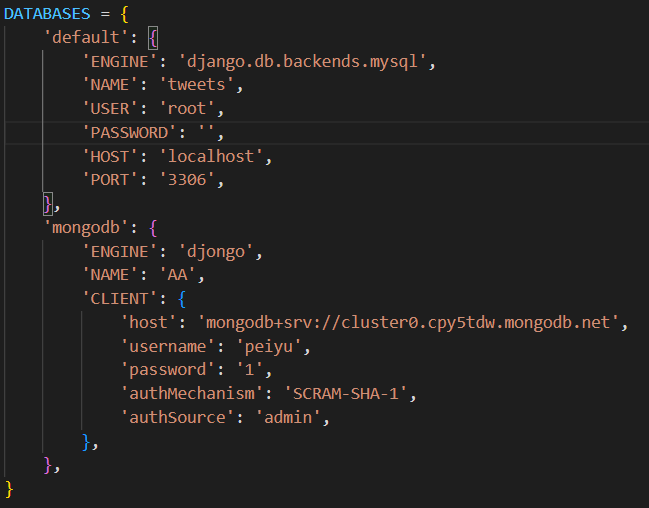 DATABASES = {
    'default': {
        'ENGINE': 'django.db.backends.mysql',
        'NAME': 'tweets',
        'USER': 'root',
        'PASSWORD': '',
        'HOST': 'localhost',
        'PORT': '3306',
    },
    'mongodb': {
        'ENGINE': 'djongo',
        'NAME': 'AA',
        'CLIENT': {
            'host': 'mongodb+srv://cluster0.cpy5tdw.mongodb.net',
            'username': 'peiyu',
            'password': '1',
            'authMechanism': 'SCRAM-SHA-1',
            'authSource': 'admin',
        },
    },
}